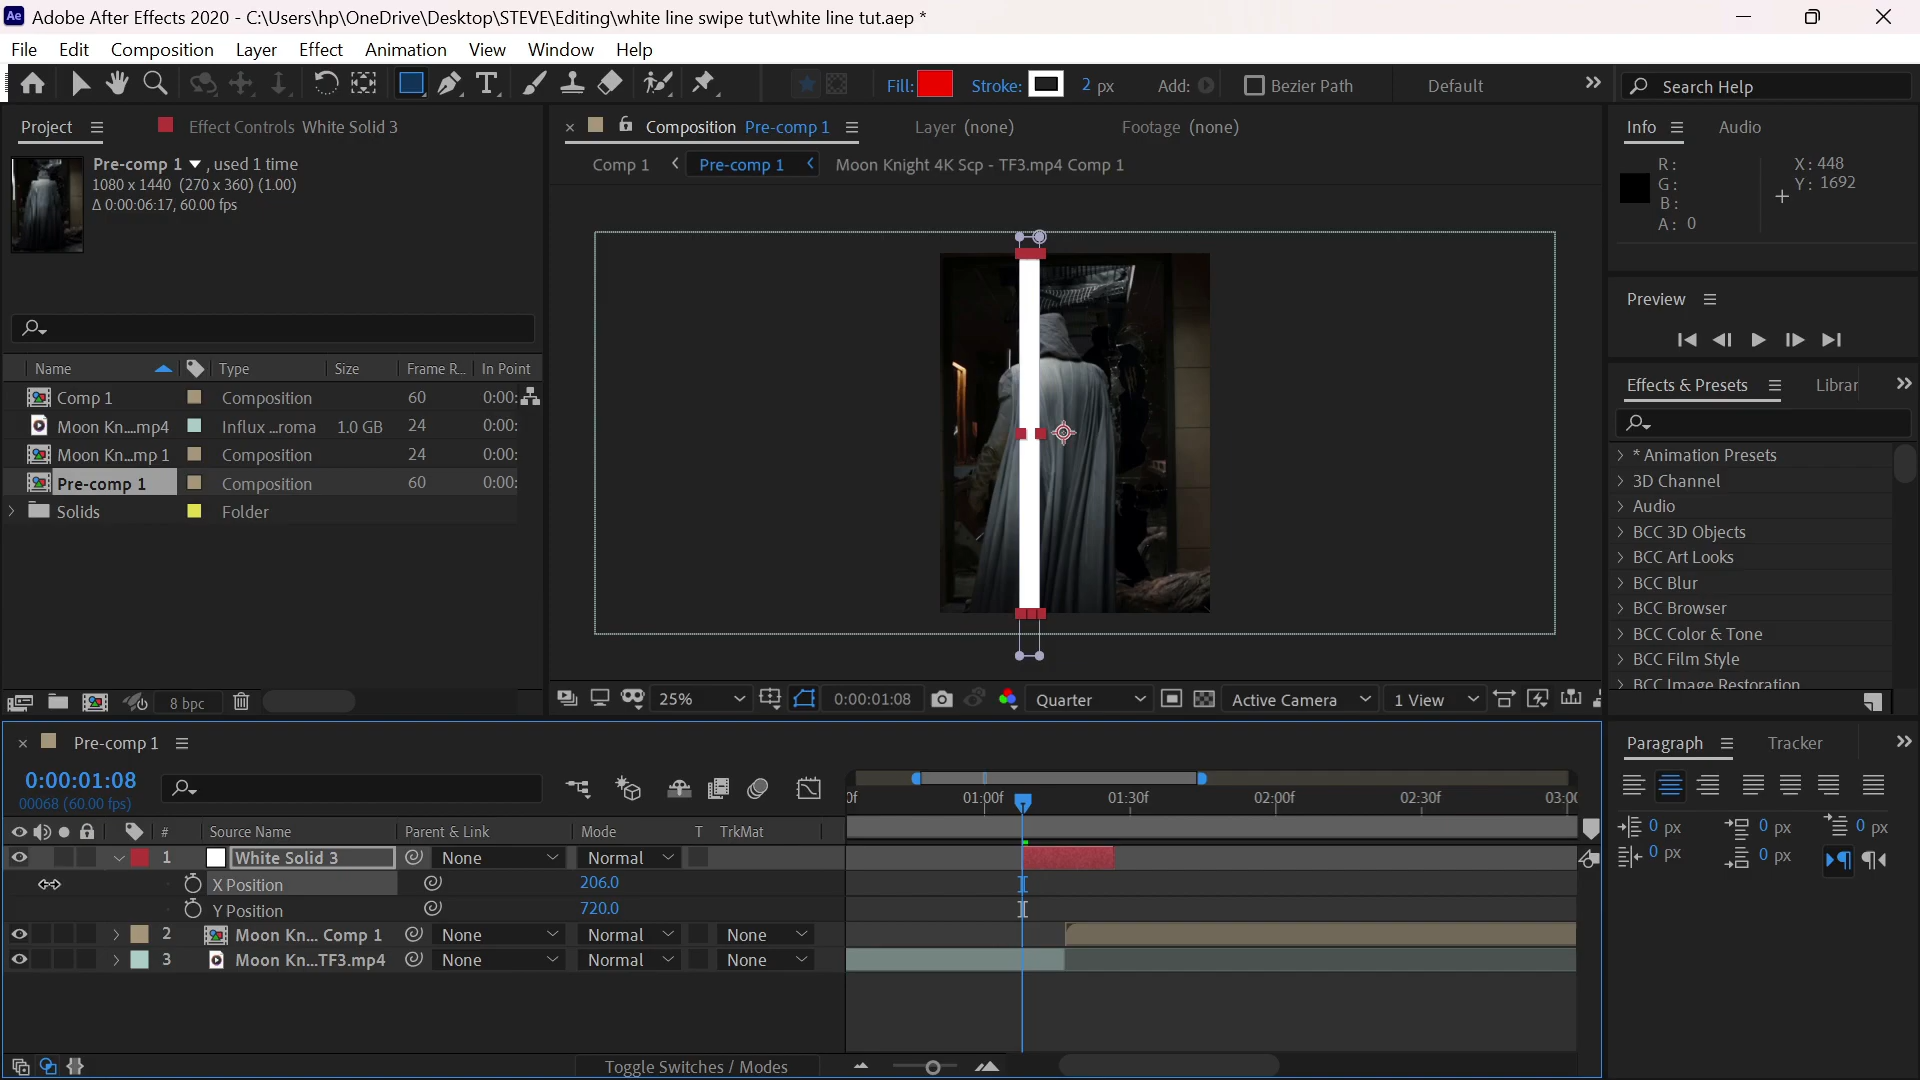 Adobe After Effects 2020 - C:\Users\hp\OneDrive\Desktop\STEVE\Editing\white line swipe tut\white line tut.aep *
File Edit Composition Layer Effect Animation View Window Help
Fill: Stroke: 2 px Add: Bezier Path Default Search Help
Project Effect Controls White Solid 3 Composition Pre-comp 1 Layer (none) Footage (none) Info Audio
Pre-comp 1 , used 1 time
1080 x 1440 (270 x 360) (1.00)
Δ 0:00:06:17, 60.00 fps
Comp 1 Pre-comp 1 Moon Knight 4K Scp - TF3.mp4 Comp 1
R: X: 448
G: Y: 1692
B:
A: 0
Preview
Name Type Size Frame R... In Point
Comp 1 Composition 60 0:00:
Moon Kn....mp4 Influx ...roma 1.0 GB 24 0:00:
Moon Kn...mp 1 Composition 24 0:00:
Pre-comp 1 Composition 60 0:00:
Solids Folder
Effects & Presets Librar
* Animation Presets
3D Channel
Audio
BCC 3D Objects
BCC Art Looks
BCC Blur
BCC Browser
BCC Color & Tone
BCC Film Style
BCC Image Restoration
8 bpc 25% 0:00:01:08 Quarter Active Camera 1 View
Pre-comp 1
0:00:01:08
00068 (60.00 fps)
0f 01:00f 01:30f 02:00f 02:30f 03:00
# Source Name Parent & Link Mode T TrkMat
1 White Solid 3 None Normal
X Position 206.0
Y Position 720.0
2 Moon Kn... Comp 1 None Normal None
3 Moon Kn...TF3.mp4 None Normal None
Toggle Switches / Modes
Paragraph Tracker
0 px 0 px 0 px
0 px 0 px